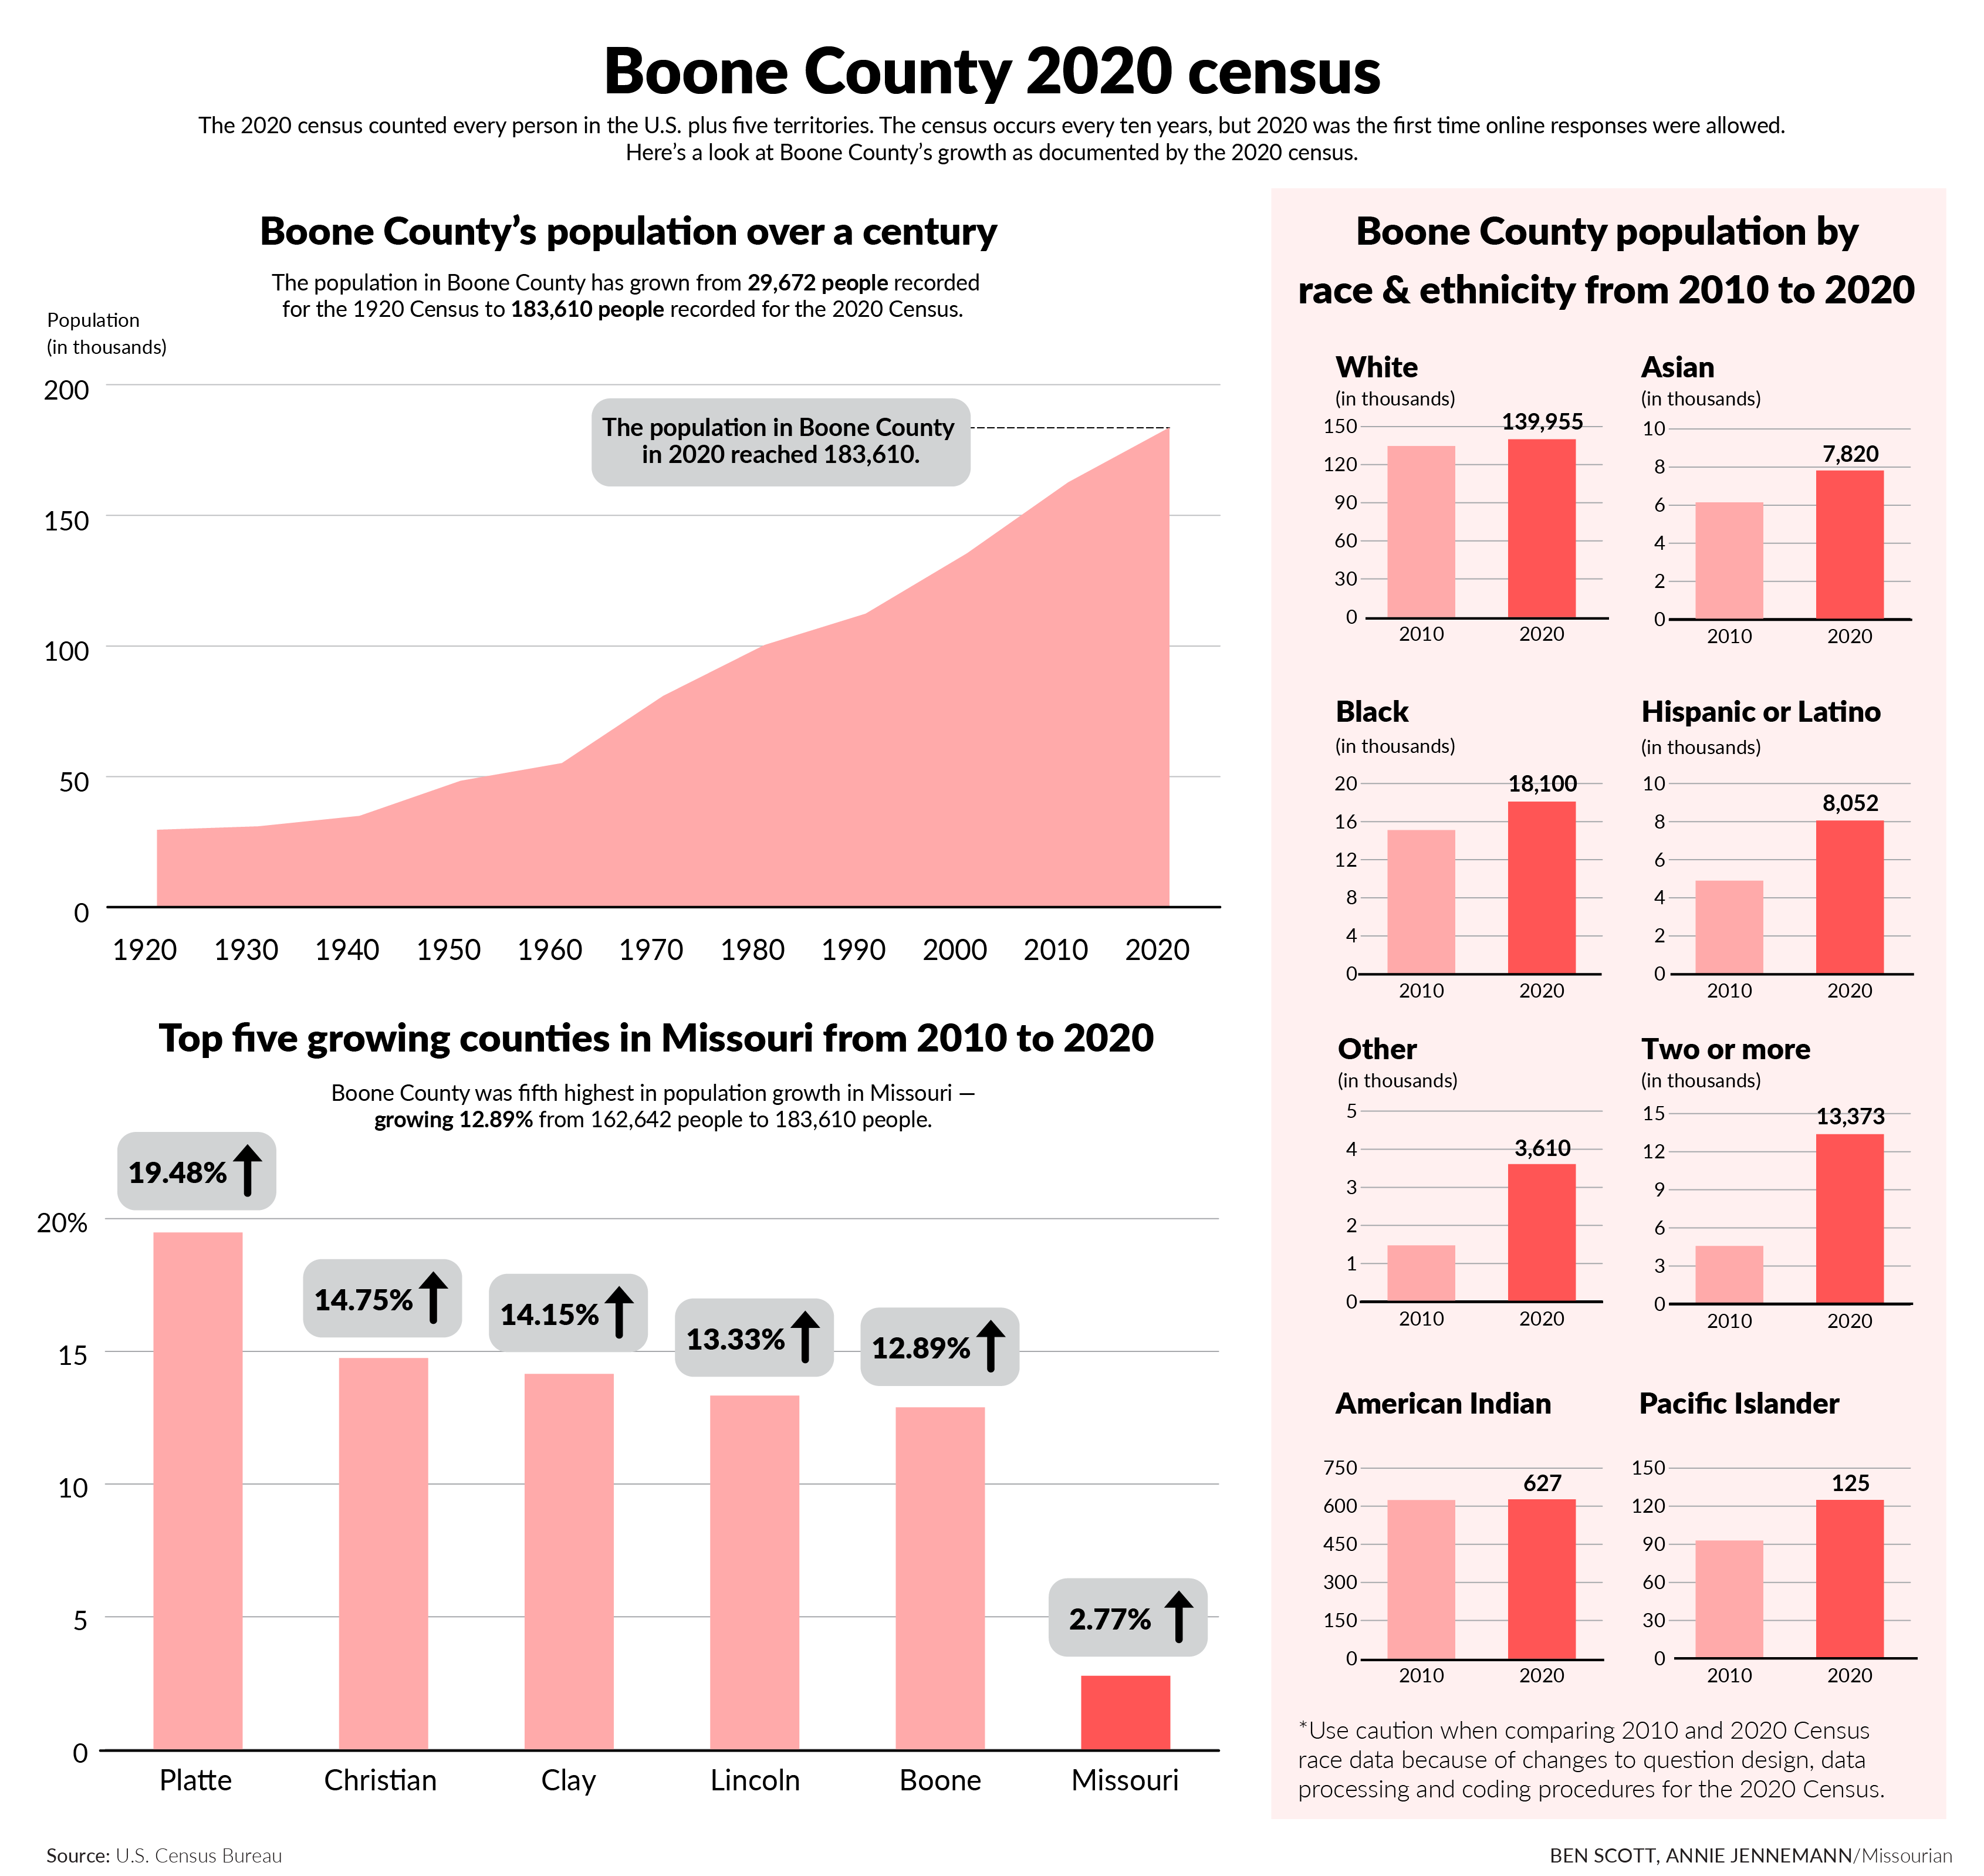 Boone County 2020 census
The 2020 census counted every person in the U.S. plus five territories. The census occurs every ten years, but 2020 was the first time online responses were allowed.
Here’s a look at Boone County’s growth as documented by the 2020 census.
Boone County’s population over a century
The population in Boone County has grown from 29,672 people recorded
for the 1920 Census to 183,610 people recorded for the 2020 Census.
Population
(in thousands)
200
The population in Boone County
in 2020 reached 183,610.
150
100
50
0
1920 1930 1940 1950 1960 1970 1980 1990 2000 2010 2020
Top five growing counties in Missouri from 2010 to 2020
Boone County was fifth highest in population growth in Missouri —
growing 12.89% from 162,642 people to 183,610 people.
19.48%
20%
14.75%
14.15%
13.33%
12.89%
15
10
5
2.77%
0
Platte Christian Clay Lincoln Boone Missouri
Boone County population by
race & ethnicity from 2010 to 2020
White
(in thousands)
139,955
150
120
90
60
30
0
2010 2020
Asian
(in thousands)
10
7,820
8
6
4
2
0
2010 2020
Black
(in thousands)
20
18,100
16
12
8
4
0
2010 2020
Hispanic or Latino
(in thousands)
10
8,052
8
6
4
2
0
2010 2020
Other
(in thousands)
5
4
3,610
3
2
1
0
2010 2020
Two or more
(in thousands)
15
13,373
12
9
6
3
0
2010 2020
American Indian
750
627
600
450
300
150
0
2010 2020
Pacific Islander
150
125
120
90
60
30
0
2010 2020
*Use caution when comparing 2010 and 2020 Census
race data because of changes to question design, data
processing and coding procedures for the 2020 Census.
Source: U.S. Census Bureau
BEN SCOTT, ANNIE JENNEMANN/Missourian